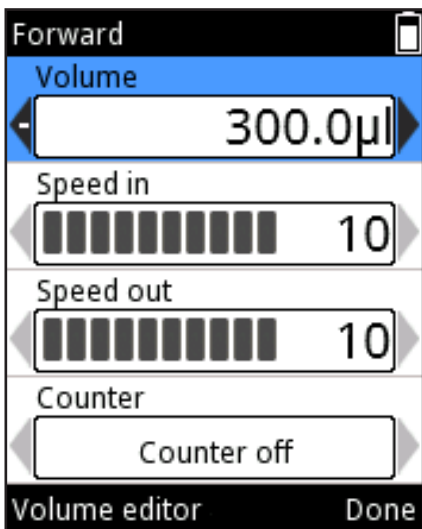 Forward
Volume
- 300.0µl
Speed in
10
Speed out
10
Counter
Counter off
Volume editor Done